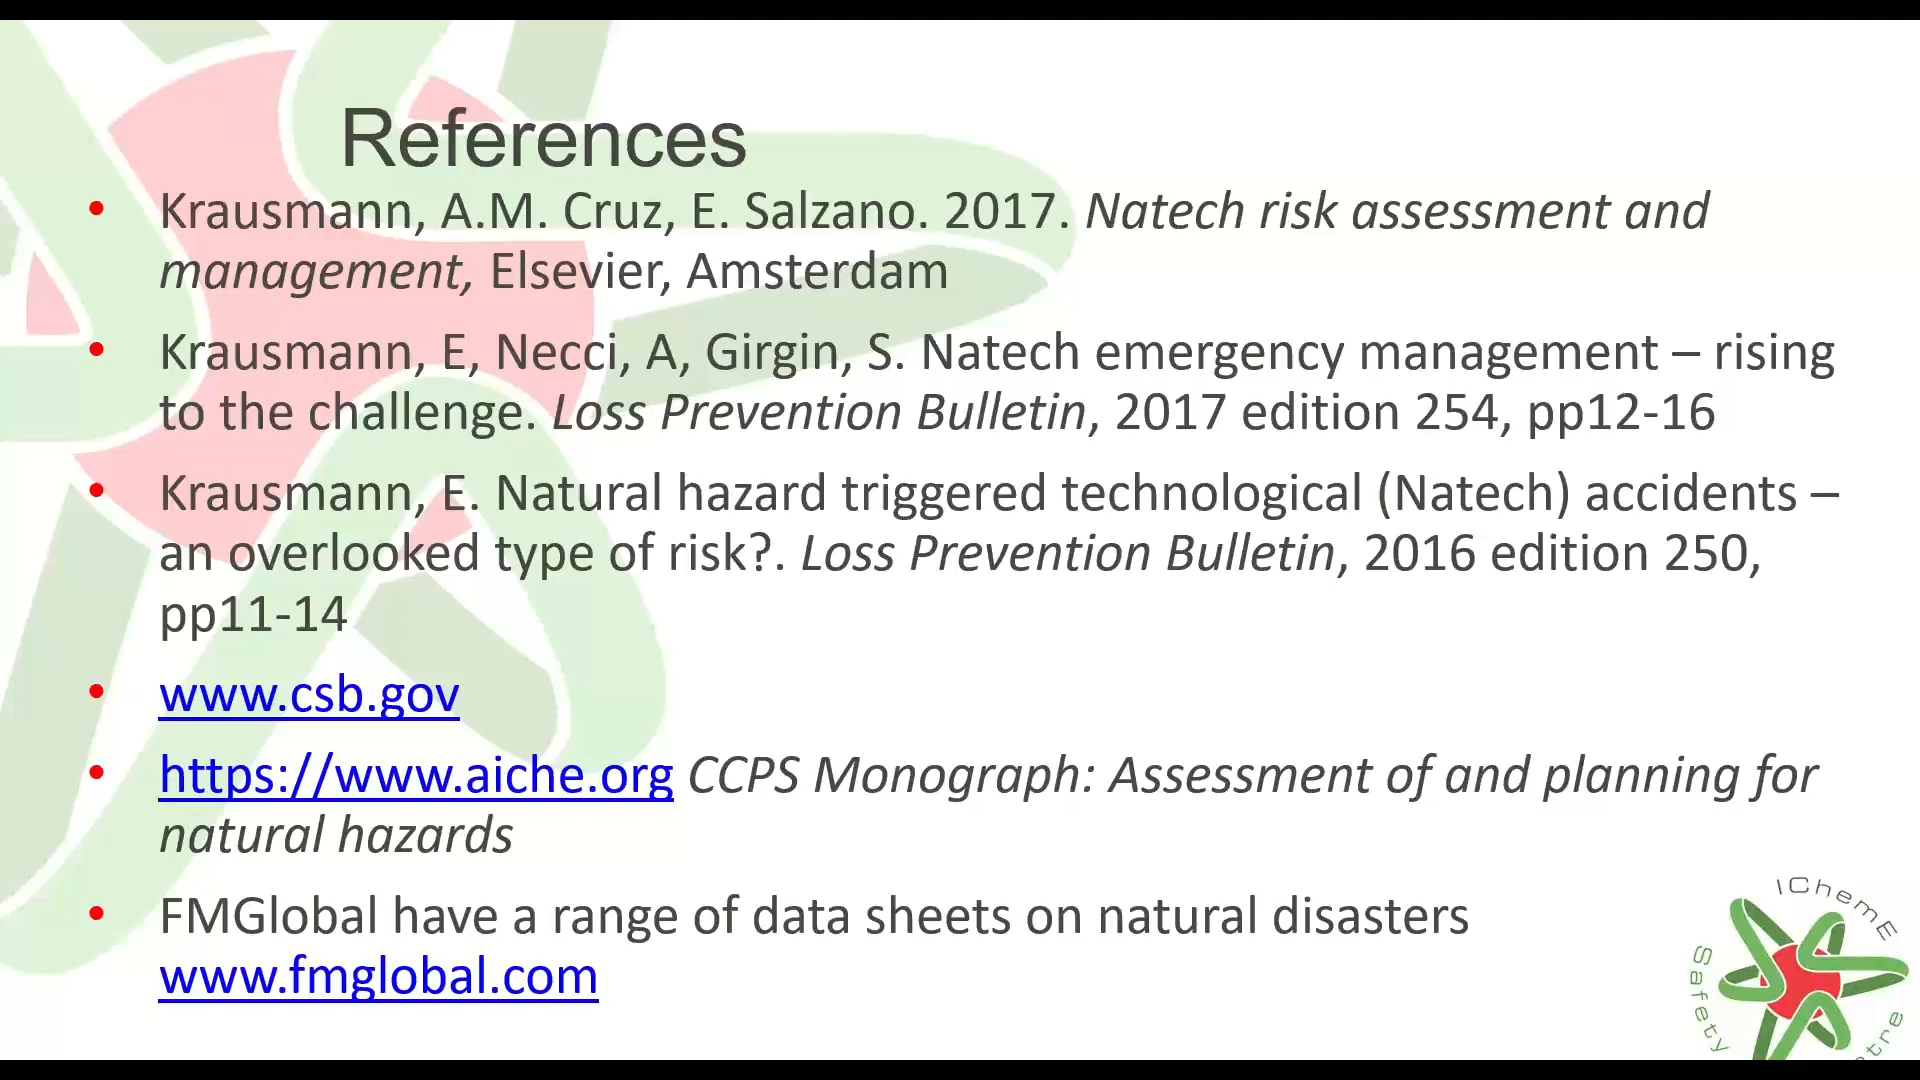 References
• Krausmann, A.M. Cruz, E. Salzano. 2017. Natech risk assessment and
management, Elsevier, Amsterdam
• Krausmann, E, Necci, A, Girgin, S. Natech emergency management – rising
to the challenge. Loss Prevention Bulletin, 2017 edition 254, pp12-16
• Krausmann, E. Natural hazard triggered technological (Natech) accidents –
an overlooked type of risk?. Loss Prevention Bulletin, 2016 edition 250,
pp11-14
• www.csb.gov
• https://www.aiche.org CCPS Monograph: Assessment of and planning for
natural hazards
• FMGlobal have a range of data sheets on natural disasters
www.fmglobal.com
IChemE
Safety